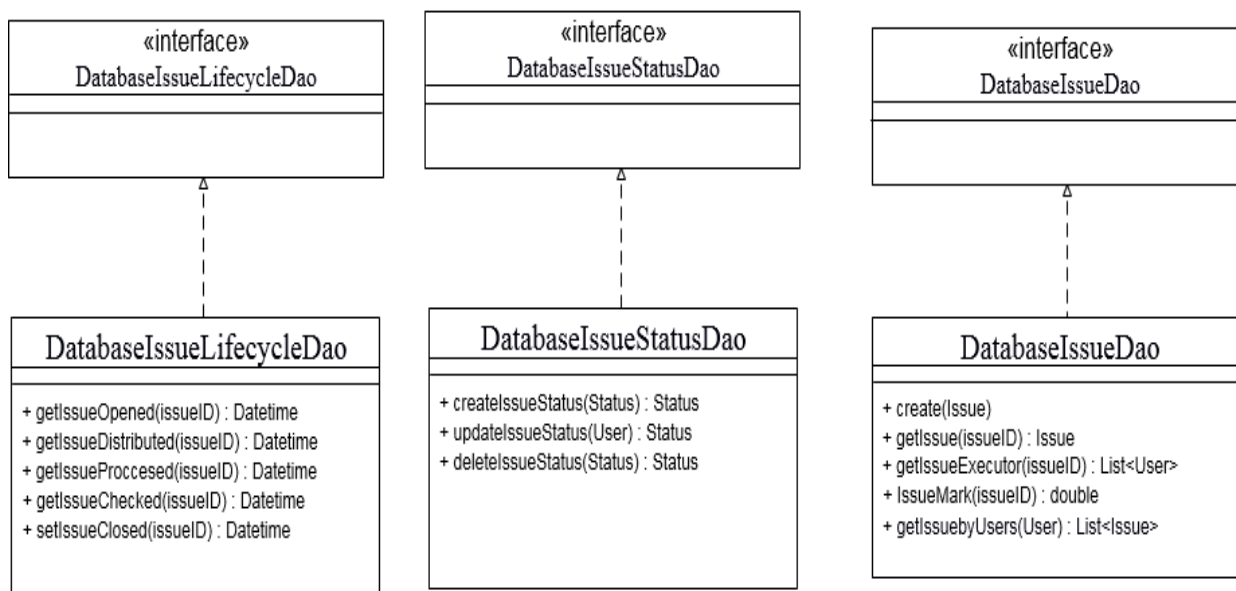 «interface»
DatabaseIssueLifecycleDao
«interface»
DatabaseIssueStatusDao
«interface»
DatabaseIssueDao
DatabaseIssueLifecycleDao
+ getIssueOpened(issueID) : Datetime
+ getIssueDistributed(issueID) : Datetime
+ getIssueProccesed(issueID) : Datetime
+ getIssueChecked(issueID) : Datetime
+ setIssueClosed(issueID) : Datetime
DatabaseIssueStatusDao
+ createIssueStatus(Status) : Status
+ updateIssueStatus(User) : Status
+ deleteIssueStatus(Status) : Status
DatabaseIssueDao
+ create(Issue)
+ getIssue(issueID) : Issue
+ getIssueExecutor(issueID) : List<User>
+ IssueMark(issueID) : double
+ getIssuebyUsers(User) : List<Issue>